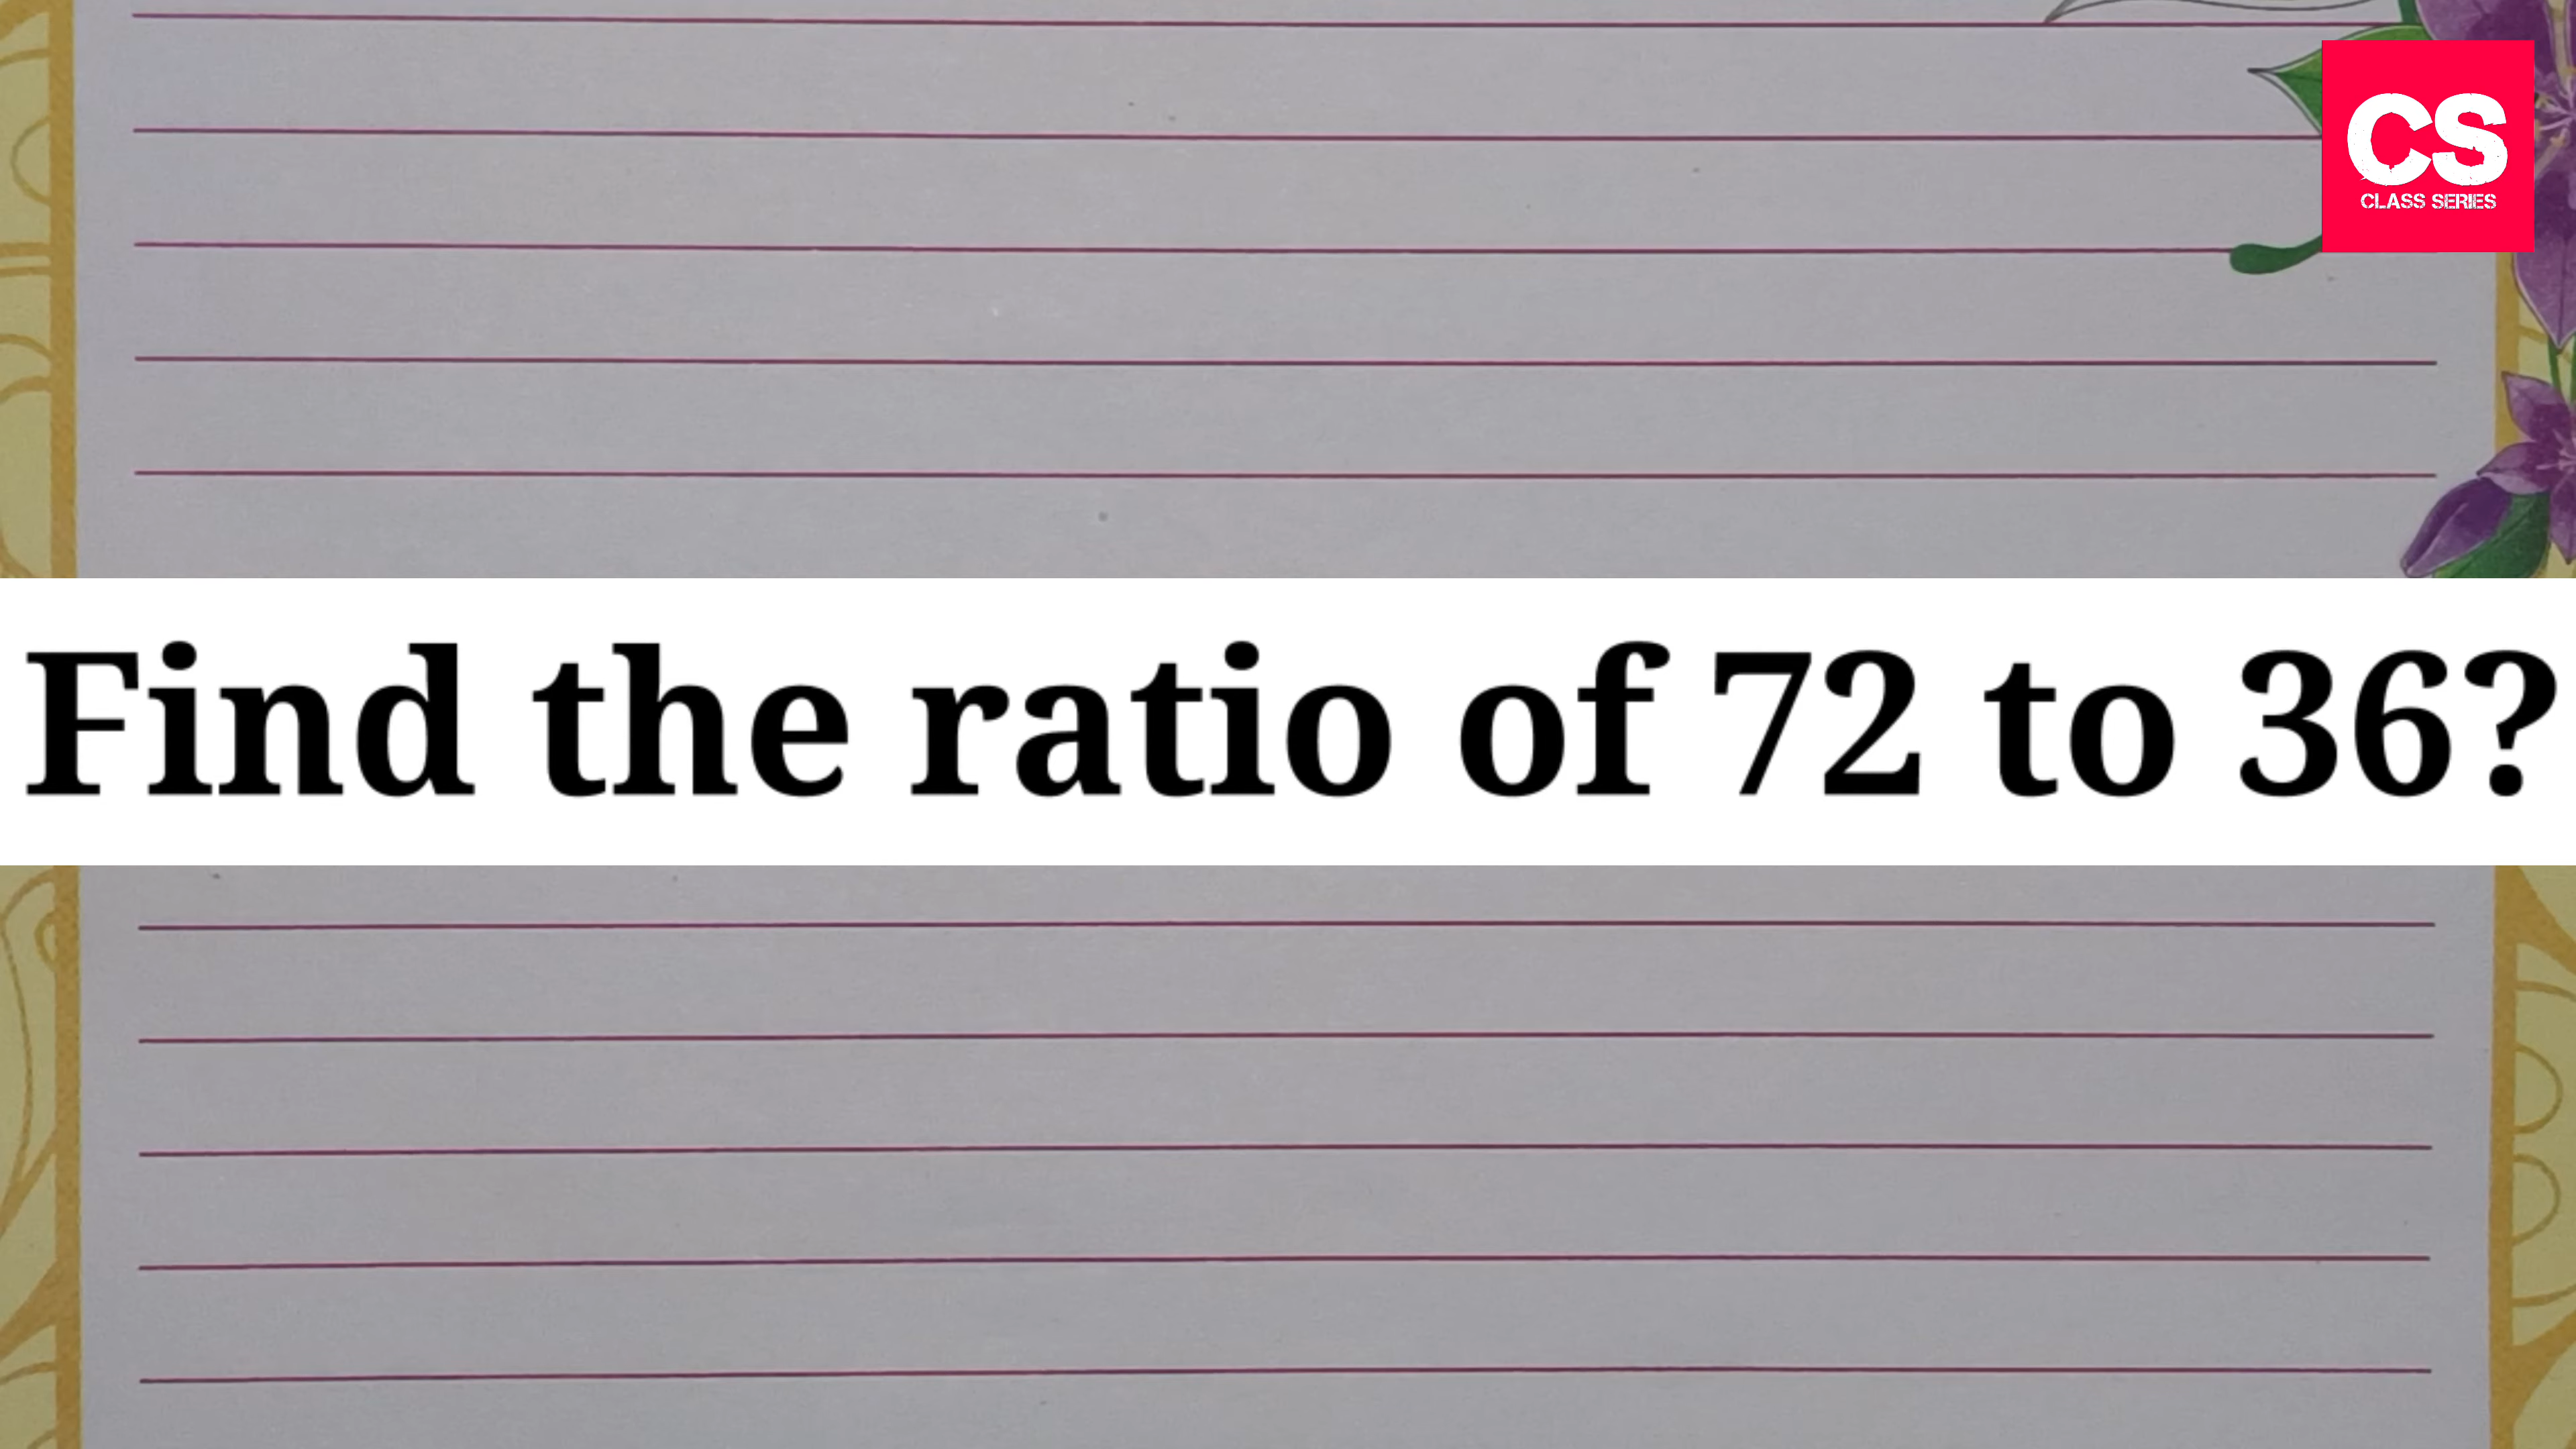 CS
CLASS SERIES
Find the ratio of 72 to 36?